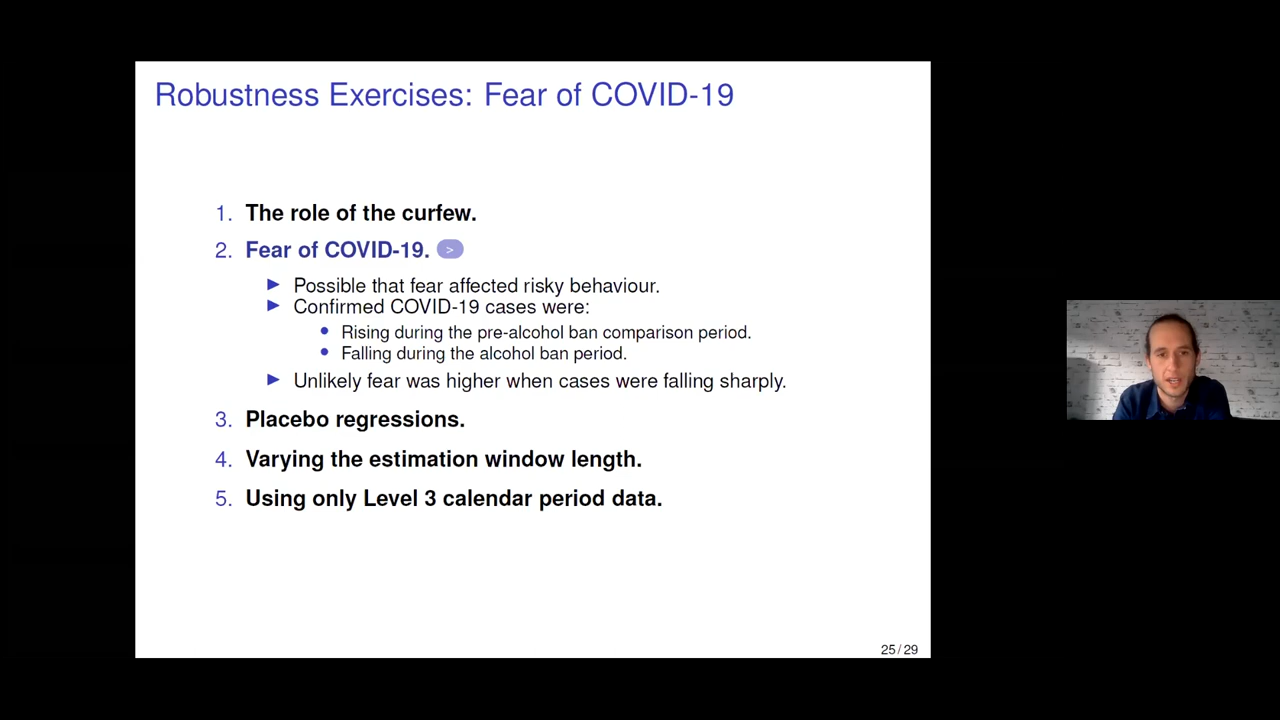 Robustness Exercises: Fear of COVID-19
1. The role of the curfew.
2. Fear of COVID-19. >
Possible that fear affected risky behaviour.
Confirmed COVID-19 cases were:
Rising during the pre-alcohol ban comparison period.
Falling during the alcohol ban period.
Unlikely fear was higher when cases were falling sharply.
3. Placebo regressions.
4. Varying the estimation window length.
5. Using only Level 3 calendar period data.
25/29